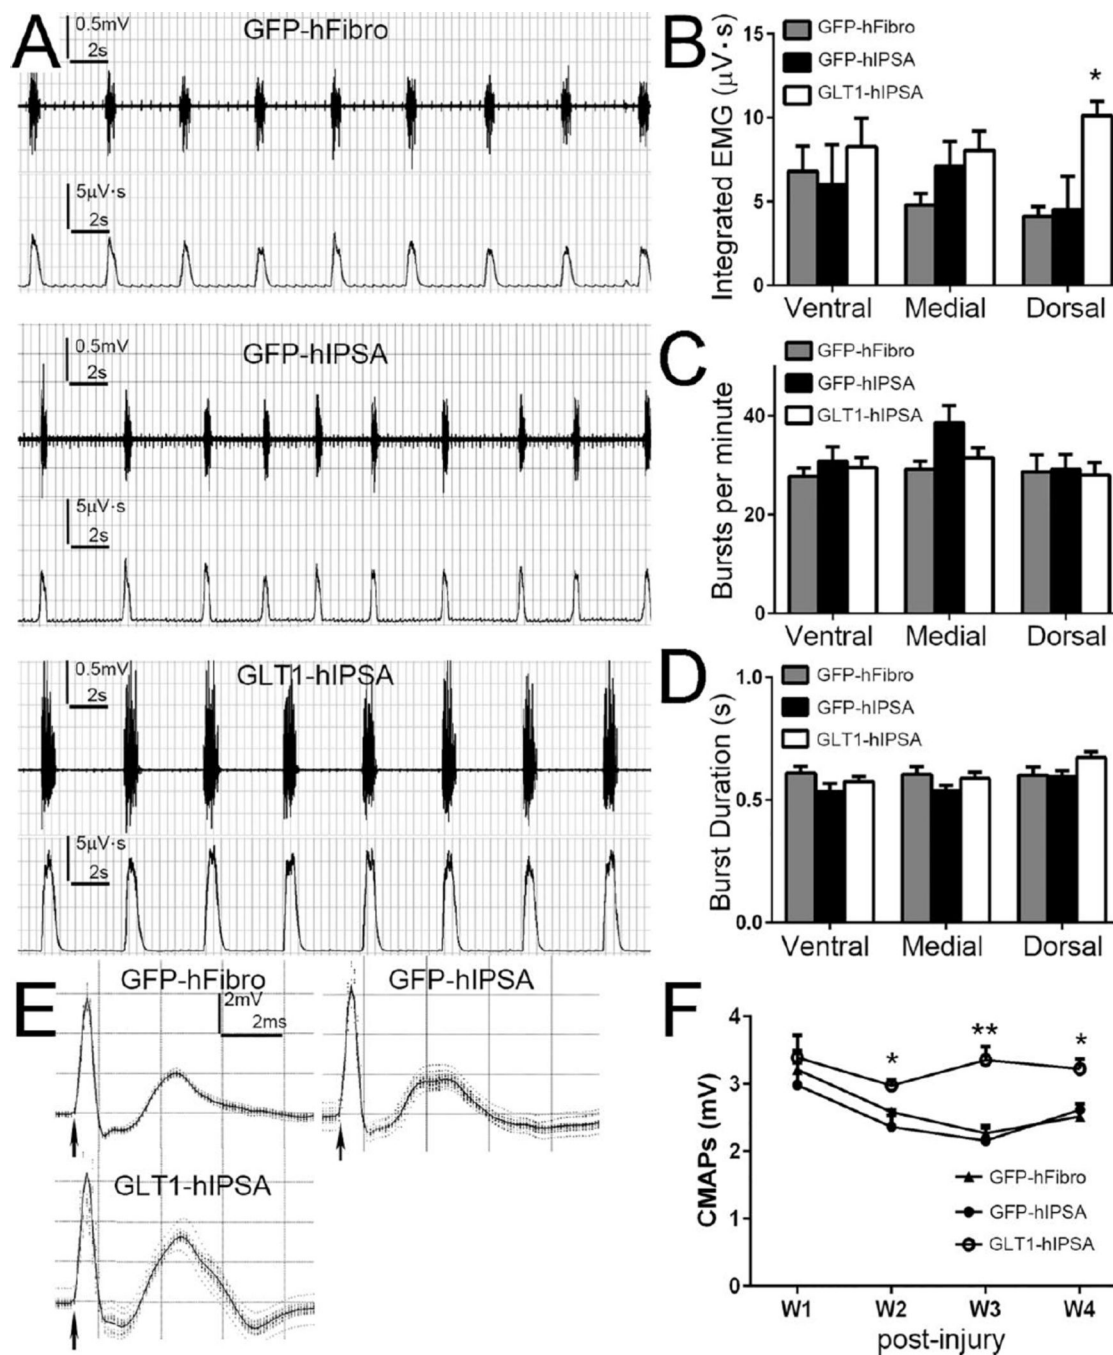 A
0.5mV
2s
GFP-hFibro
5μV·s
2s
0.5mV
2s
GFP-hIPSA
5μV·s
2s
0.5mV
2s
GLT1-hIPSA
5μV·s
2s
B
Integrated EMG (μV·s)
15
10
5
0
GFP-hFibro
GFP-hIPSA
GLT1-hIPSA
*
Ventral Medial Dorsal
C
Bursts per minute
40
20
0
GFP-hFibro
GFP-hIPSA
GLT1-hIPSA
Ventral Medial Dorsal
D
Burst Duration (s)
1.0
0.5
0.0
GFP-hFibro
GFP-hIPSA
GLT1-hIPSA
Ventral Medial Dorsal
E
GFP-hFibro
2mV
2ms
GFP-hIPSA
GLT1-hIPSA
F
CMAPs (mV)
4
3
2
1
0
*
**
*
GFP-hFibro
GFP-hIPSA
GLT1-hIPSA
W1 W2 W3 W4
post-injury